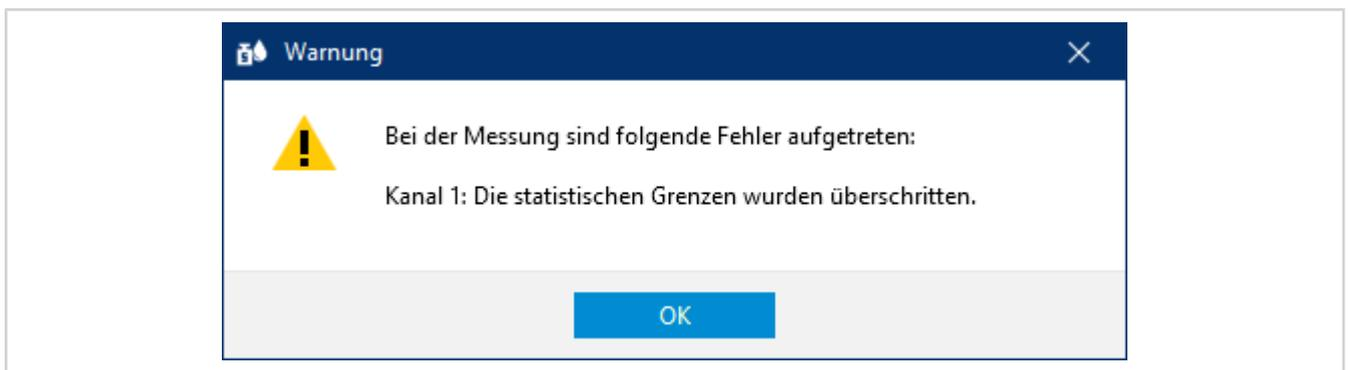 Warnung
Bei der Messung sind folgende Fehler aufgetreten:
Kanal 1: Die statistischen Grenzen wurden überschritten.
OK